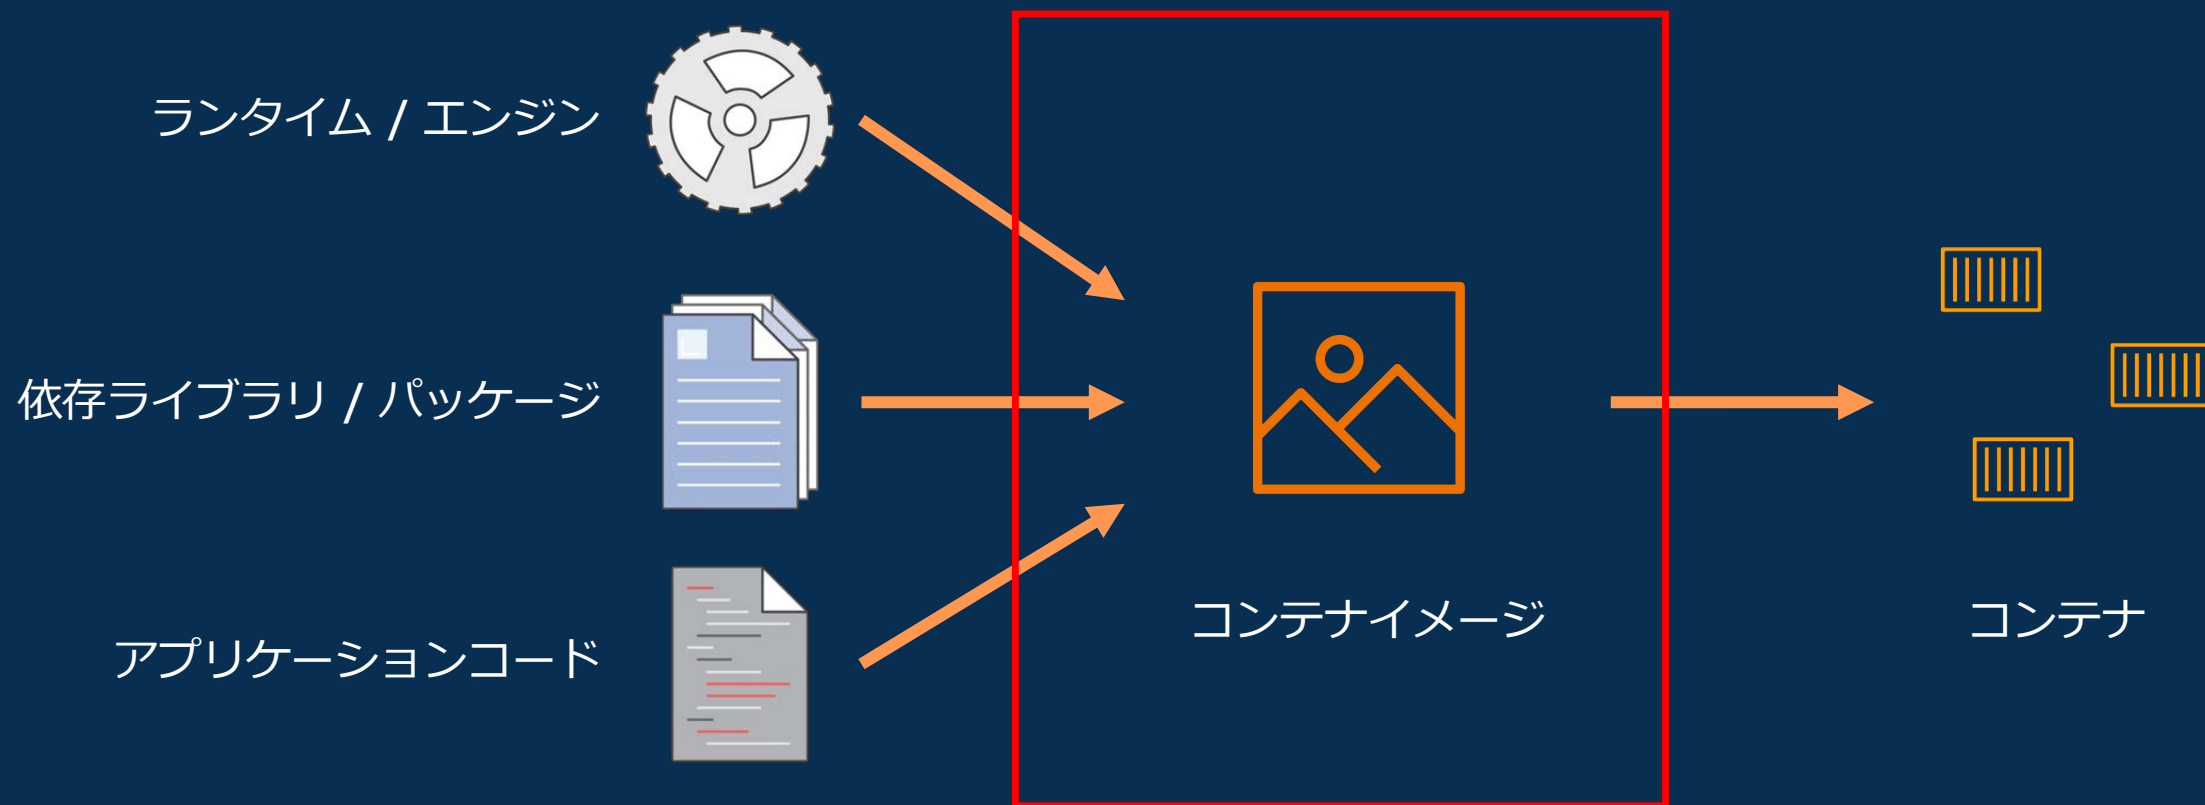 ランタイム / エンジン
依存ライブラリ / パッケージ
アプリケーションコード
コンテナイメージ
コンテナ